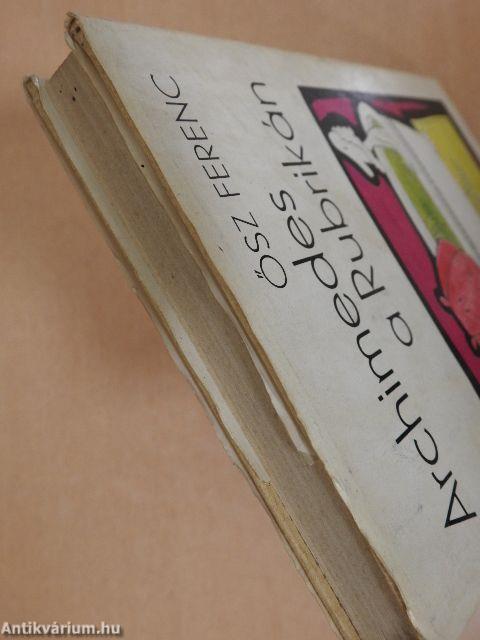 ŐSZ FERENC
Archimedes
a Rubrikán
Antikvárium.hu